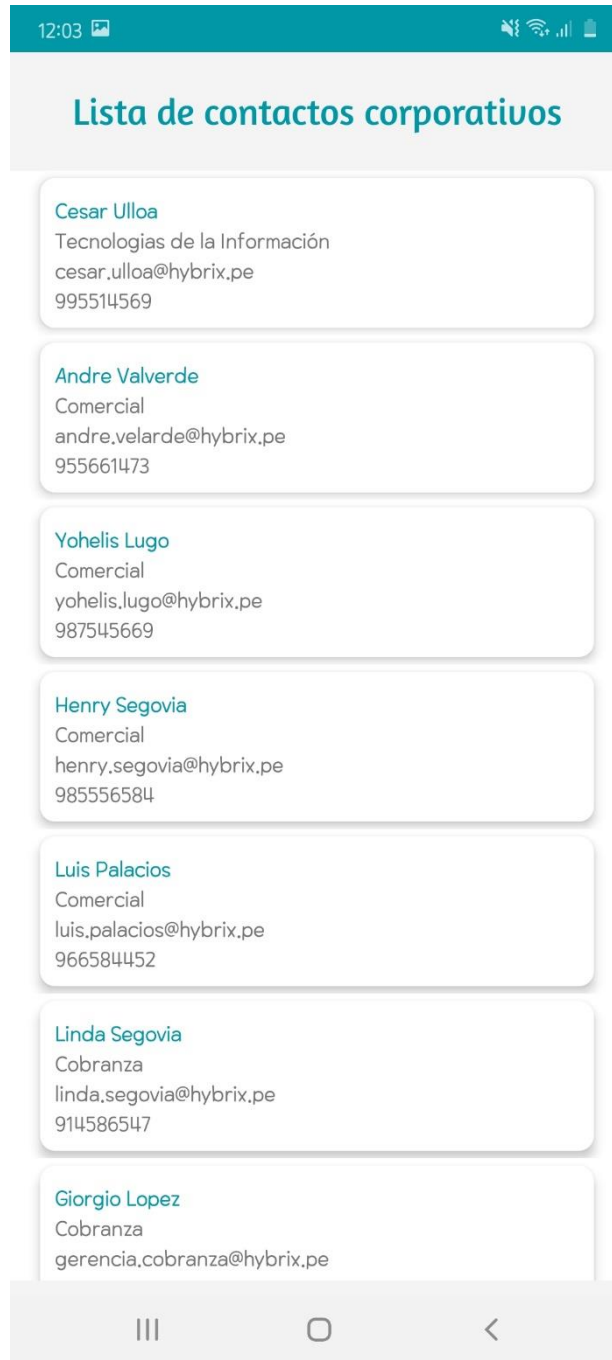 12:03
Lista de contactos corporativos
Cesar Ulloa
Tecnologias de la Información
cesar.ulloa@hybrix.pe
995514569
Andre Valverde
Comercial
andre.velarde@hybrix.pe
955661473
Yohelis Lugo
Comercial
yohelis.lugo@hybrix.pe
987545669
Henry Segovia
Comercial
henry.segovia@hybrix.pe
985556584
Luis Palacios
Comercial
luis.palacios@hybrix.pe
966584452
Linda Segovia
Cobranza
linda.segovia@hybrix.pe
914586547
Giorgio Lopez
Cobranza
gerencia.cobranza@hybrix.pe